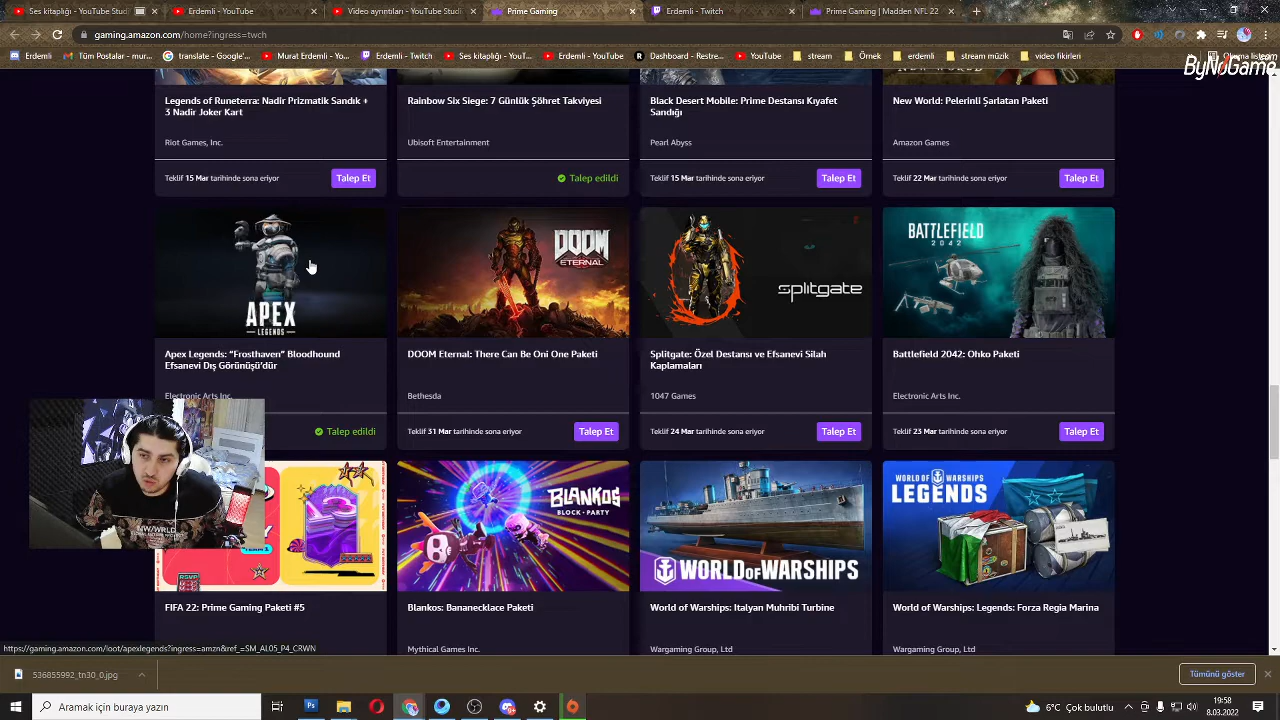 Ses kitaplığı - YouTube
Video ayrıntıları - YouTube Stud
Prime Gaming
Erdemli - Twitch
Prime Gaming | Madden NFL 22
gaming.amazon.com/home?ingress=twch
Erdemli
Tüm Postalar - mur...
translate - Google'...
Murat Erdemli - Yo...
Erdemli - Twitch
Ses kitaplığı - YouT...
Erdemli - YouTube
Dashboard - Restre...
YouTube
stream
Örnek
erdemli
stream müzik
video fikirleri
ByNoGame
Legends of Runeterra: Nadir Prizmatik Sandık +
3 Nadir Joker Kart
Riot Games, Inc.
Teklif 15 Mar tarihinde sona eriyor
Talep Et
Rainbow Six Siege: 7 Günlük Şöhret Takviyesi
Ubisoft Entertainment
Talep edildi
Black Desert Mobile: Prime Destansı Kıyafet
Sandığı
Pearl Abyss
Teklif 15 Mar tarihinde sona eriyor
Talep Et
New World: Pelerinli Şarlatan Paketi
Amazon Games
Teklif 22 Mar tarihinde sona eriyor
Talep Et
APEX
LEGENDS
Apex Legends: “Frosthaven” Bloodhound
Efsanevi Dış Görünüşü’dür
Electronic Arts Inc.
Talep edildi
DOOM
ETERNAL
DOOM Eternal: There Can Be Oni One Paketi
Bethesda
Teklif 31 Mar tarihinde sona eriyor
Talep Et
splitgate
Splitgate: Özel Destansı ve Efsanevi Silah
Kaplamaları
1047 Games
Teklif 24 Mar tarihinde sona eriyor
Talep Et
BATTLEFIELD
2042
Battlefield 2042: Ohko Paketi
Electronic Arts Inc.
Teklif 23 Mar tarihinde sona eriyor
Talep Et
FIFA 22: Prime Gaming Paketi #5
BLANKOS
BLOCK • PARTY
Blankos: Bananecklace Paketi
Mythical Games Inc.
WORLD OF WARSHIPS
World of Warships: Italyan Muhribi Turbine
Wargaming Group, Ltd
WORLD OF WARSHIPS
LEGENDS
World of Warships: Legends: Forza Regia Marina
Wargaming Group, Ltd
https://gaming.amazon.com/loot/apexlegends?ingress=amzn&ref_=SM_AL05_P4_CRWN
536855992_tn30_0.jpg
Tümünü göster
Aramak için buraya yazın
6°C Çok bulutlu
19:58
8.03.2022